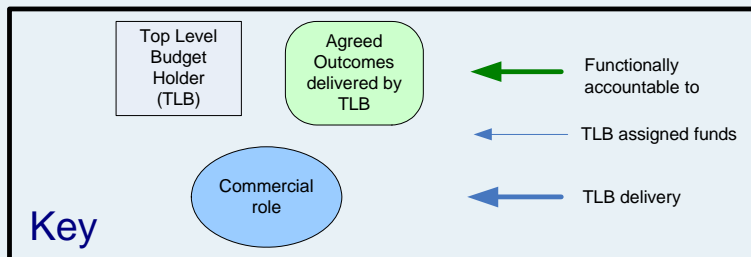 Top Level
Budget
Holder
(TLB)
Agreed
Outcomes
delivered by
TLB
Functionally
accountable to
TLB assigned funds
Commercial
role
TLB delivery
Key